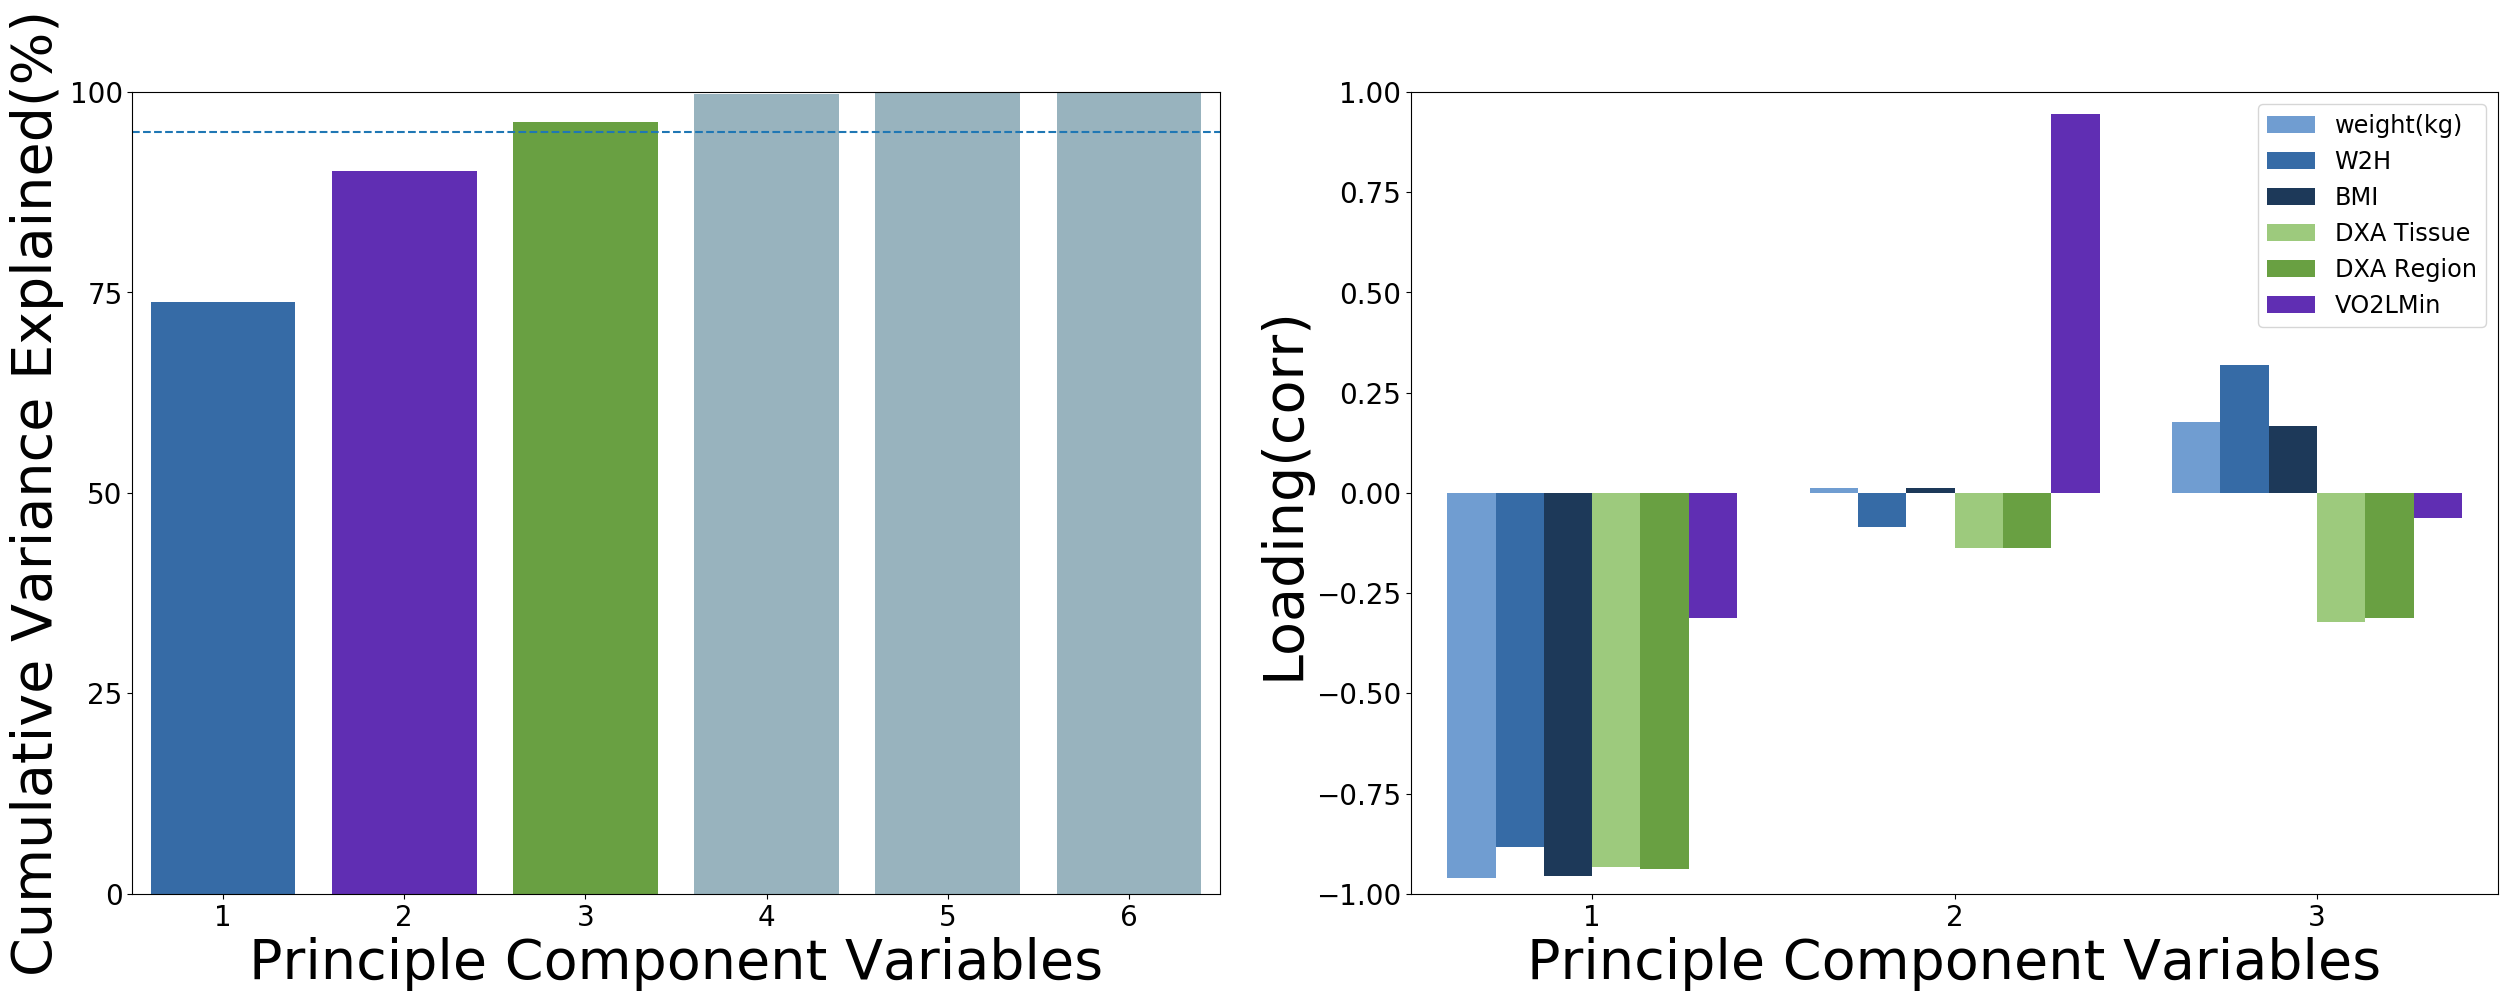 Cumulative Variance Explained(%)
100
75
50
25
0
1 2 3 4 5 6
Principle Component Variables
Loading(corr)
1.00
0.75
0.50
0.25
0.00
−0.25
−0.50
−0.75
−1.00
1 2 3
Principle Component Variables
weight(kg)
W2H
BMI
DXA Tissue
DXA Region
VO2LMin